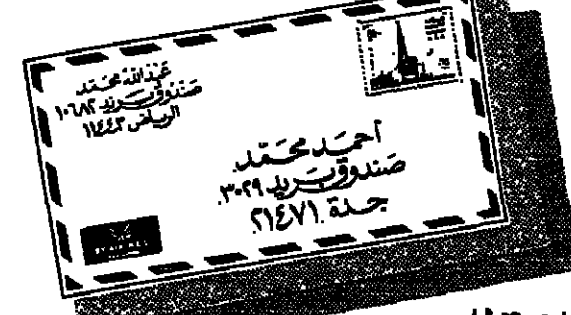 عبدالله محمد
صندوق بريد ١٠٦٨٢
الرياض ١١٤٤٣
أحمد محمد
صندوق بريد ٣٠٢٩
جدة ٢١٤٧١